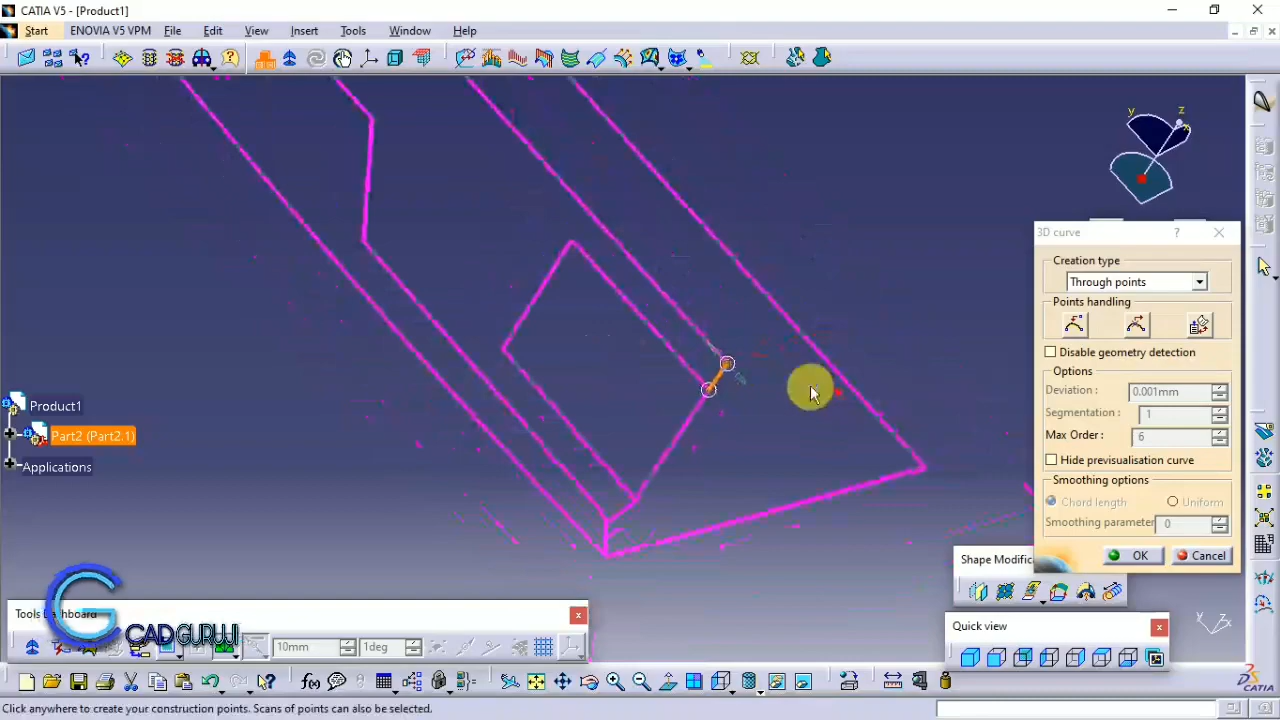 CATIA V5 - [Product1]
Start ENOVIA V5 VPM File Edit View Insert Tools Window Help
y z
x
3D curve ?
Creation type
Through points
Points handling
Disable geometry detection
Options
Deviation : 0.001mm
Segmentation : 1
Max Order : 6
Hide previsualisation curve
Smoothing options
Chord length Uniform
Smoothing parameter 0
OK Cancel
Product1
Part2 (Part2.1)
Applications
Shape Modific
Quick view
Tools Dashboard
CADGURUJI
10mm 1deg
y z
f(x)
CATIA
Click anywhere to create your construction points. Scans of points can also be selected.